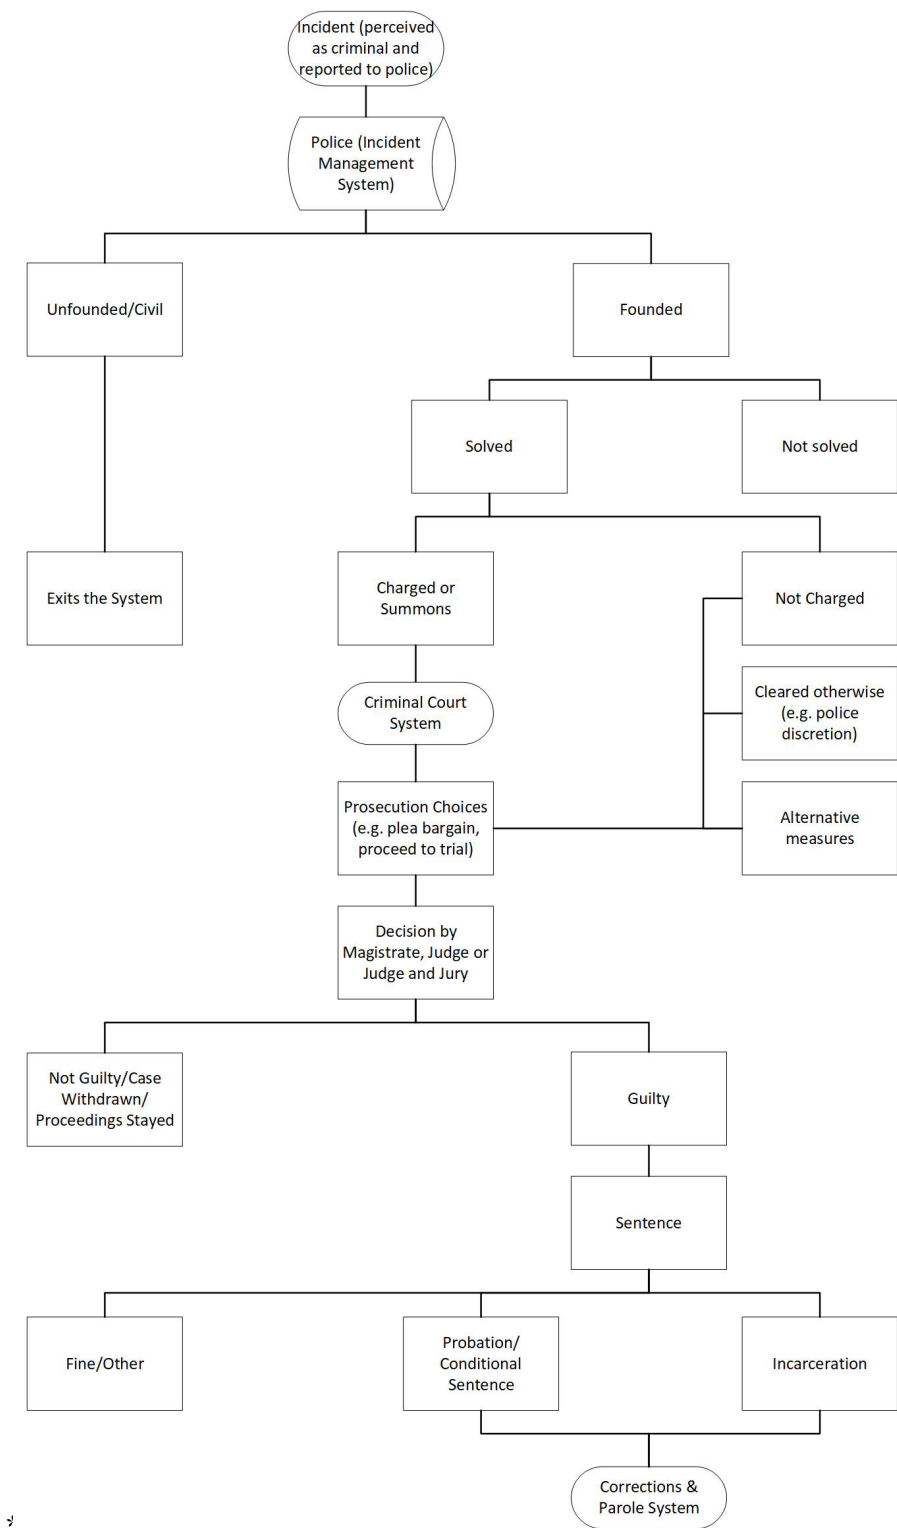 Incident (perceived
as criminal and
reported to police)
Police (Incident
Management
System)
Unfounded/Civil
Founded
Solved
Not solved
Exits the System
Charged or
Summons
Not Charged
Criminal Court
System
Cleared otherwise
(e.g. police
discretion)
Prosecution Choices
(e.g. plea bargain,
proceed to trial)
Alternative
measures
Decision by
Magistrate, Judge or
Judge and Jury
Not Guilty/Case
Withdrawn/
Proceedings Stayed
Guilty
Sentence
Fine/Other
Probation/
Conditional
Sentence
Incarceration
Corrections &
Parole System